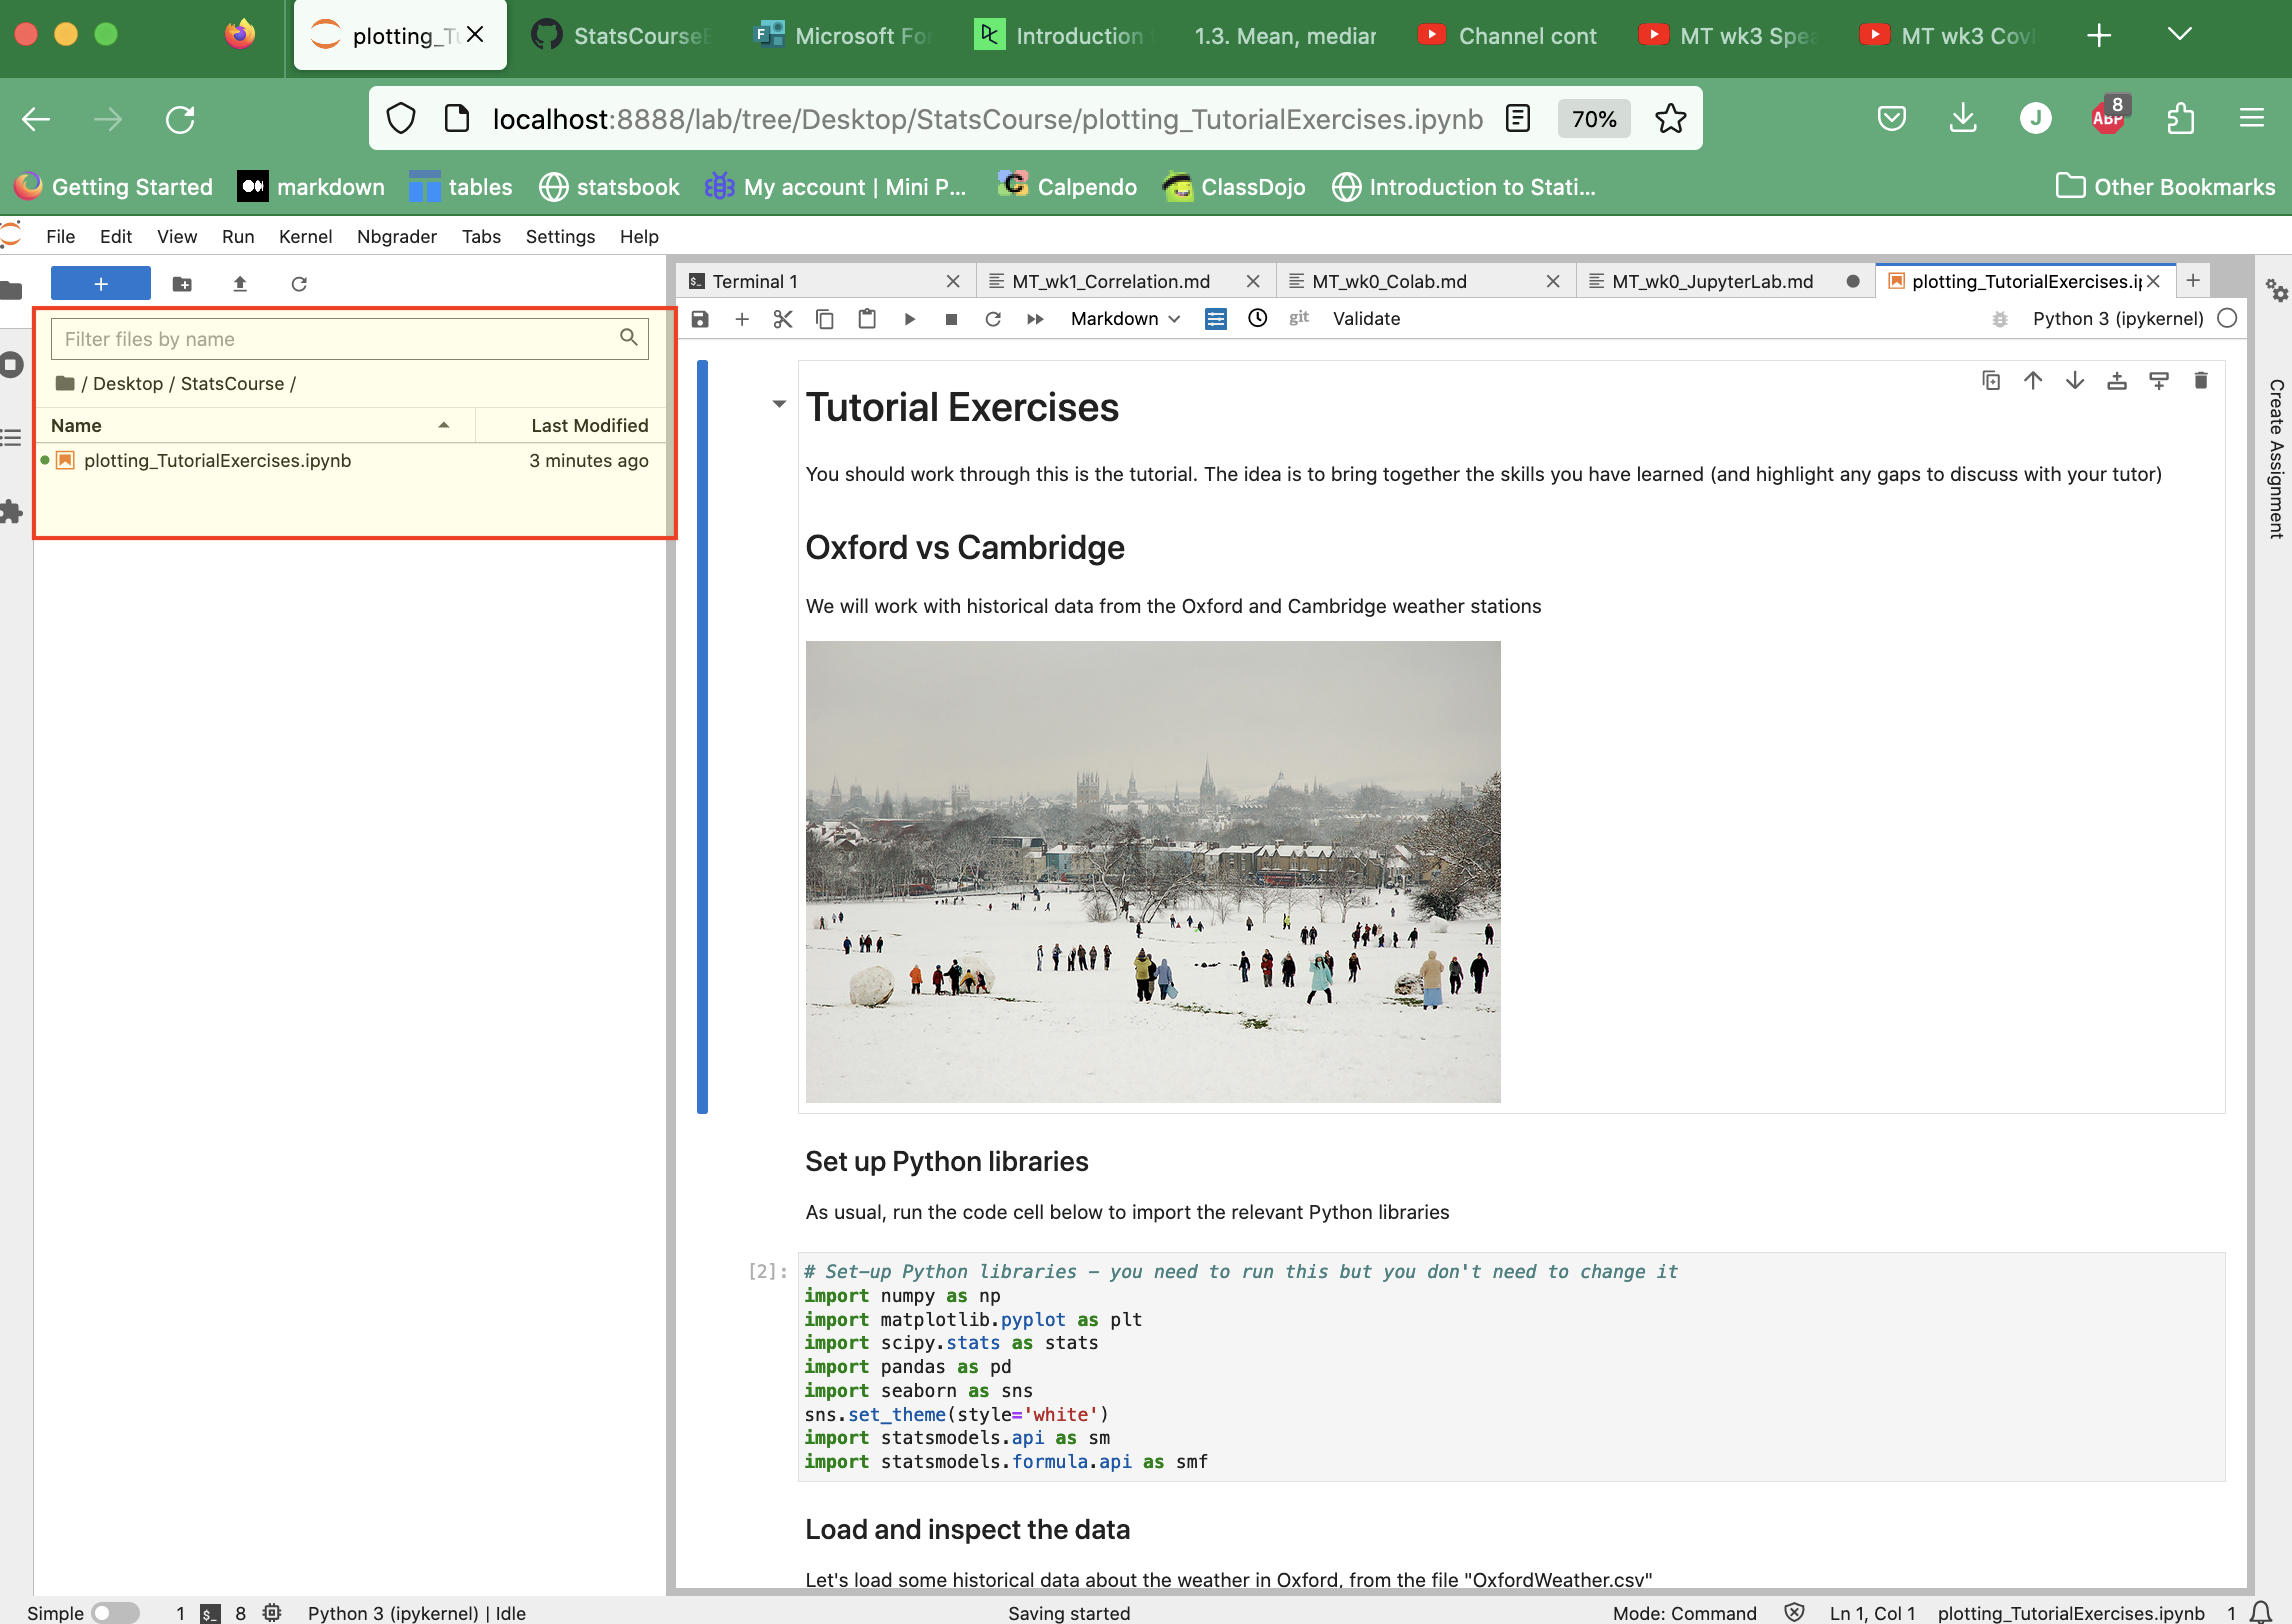 plotting_Tu
StatsCourseB
Microsoft For
Introduction t
1.3. Mean, median
Channel cont
MT wk3 Spea
MT wk3 Covi
localhost:8888/lab/tree/Desktop/StatsCourse/plotting_TutorialExercises.ipynb
70%
J
ABP
8
Getting Started
markdown
tables
statsbook
My account | Mini P...
Calpendo
ClassDojo
Introduction to Stati...
Other Bookmarks
File Edit View Run Kernel Nbgrader Tabs Settings Help
Filter files by name
/ Desktop / StatsCourse /
Name Last Modified
plotting_TutorialExercises.ipynb 3 minutes ago
Terminal 1
MT_wk1_Correlation.md
MT_wk0_Colab.md
MT_wk0_JupyterLab.md
plotting_TutorialExercises.ip
Markdown
git
Validate
Python 3 (ipykernel)
Create Assignment
Tutorial Exercises
You should work through this is the tutorial. The idea is to bring together the skills you have learned (and highlight any gaps to discuss with your tutor)
Oxford vs Cambridge
We will work with historical data from the Oxford and Cambridge weather stations
Set up Python libraries
As usual, run the code cell below to import the relevant Python libraries
[2]:
# Set-up Python libraries - you need to run this but you don't need to change it
import numpy as np
import matplotlib.pyplot as plt
import scipy.stats as stats
import pandas as pd
import seaborn as sns
sns.set_theme(style='white')
import statsmodels.api as sm
import statsmodels.formula.api as smf
Load and inspect the data
Let's load some historical data about the weather in Oxford, from the file "OxfordWeather.csv"
Simple 1 8 Python 3 (ipykernel) | Idle Saving started Mode: Command Ln 1, Col 1 plotting_TutorialExercises.ipynb 1